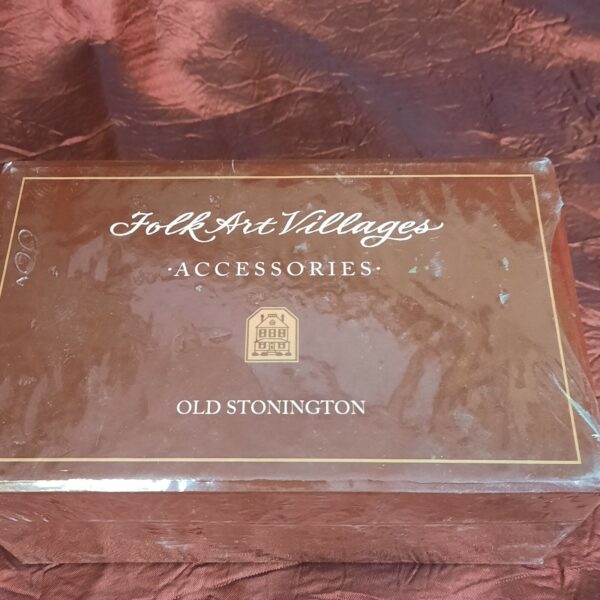 Folk Art Villages
·ACCESSORIES·
OLD STONINGTON